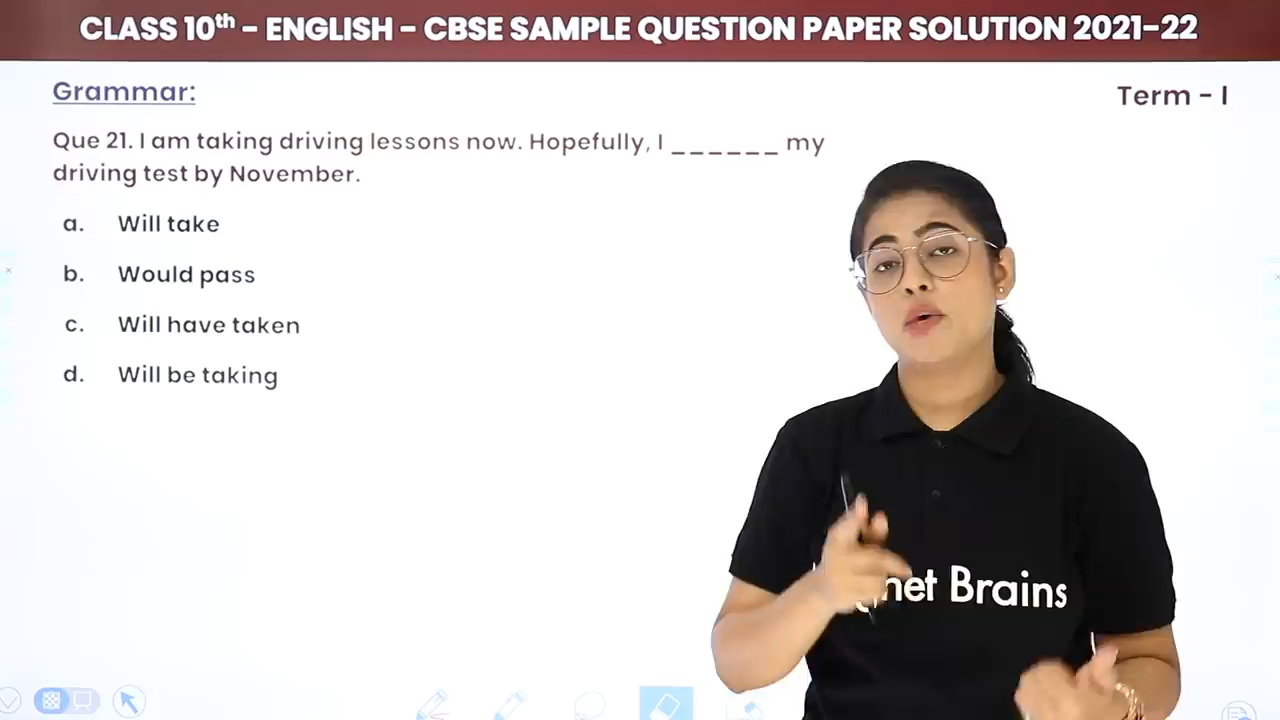 CLASS 10th - ENGLISH - CBSE SAMPLE QUESTION PAPER SOLUTION 2021-22
Grammar:
Term - I
Que 21. I am taking driving lessons now. Hopefully, I ______ my
driving test by November.
a. Will take
b. Would pass
c. Will have taken
d. Will be taking
Brains